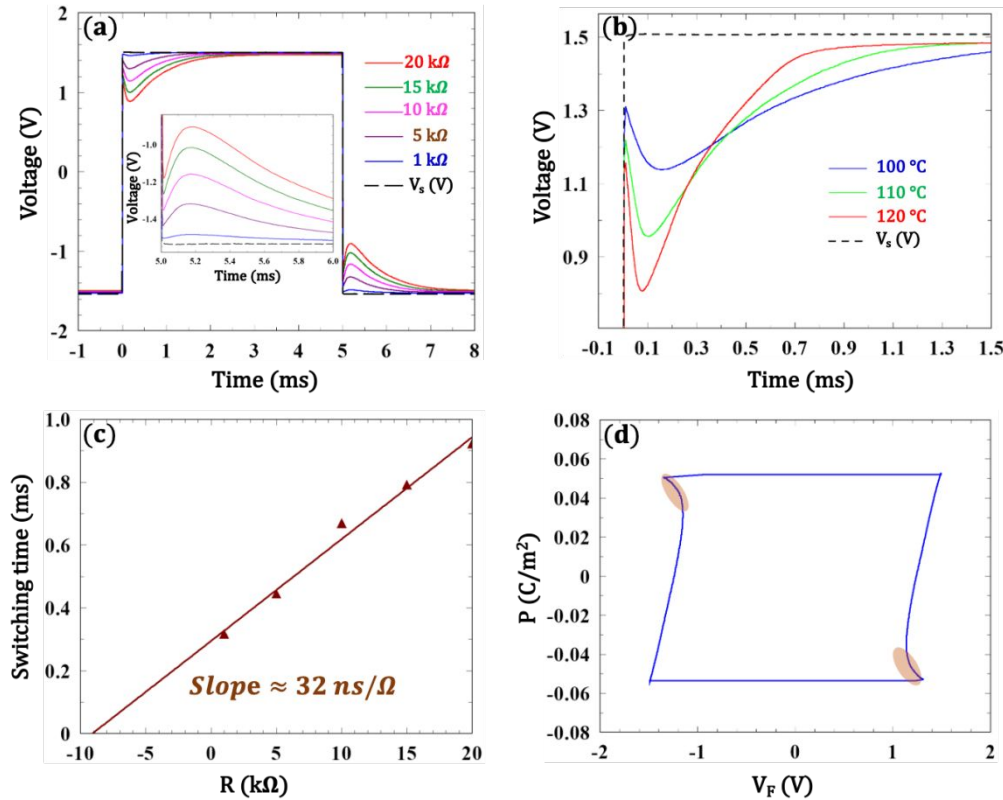 (a)
Voltage (V)
2
1
0
-1
-2
20 kΩ
15 kΩ
10 kΩ
5 kΩ
1 kΩ
Vₛ (V)
Voltage (V)
-1.0
-1.2
-1.4
5.0 5.2 5.4 5.6 5.8 6.0
Time (ms)
-1 0 1 2 3 4 5 6 7 8
Time (ms)
(b)
Voltage (V)
1.5
1.3
1.1
0.9
100 °C
110 °C
120 °C
Vₛ (V)
-0.1 0.1 0.3 0.5 0.7 0.9 1.1 1.3 1.5
Time (ms)
(c)
Switching time (ms)
1.0
0.8
0.6
0.4
0.2
0
Slope ≈ 32 ns/Ω
-10 -5 0 5 10 15 20
R (kΩ)
(d)
P (C/m²)
0.08
0.06
0.04
0.02
0
-0.02
-0.04
-0.06
-0.08
-2 -1 0 1 2
V_F (V)